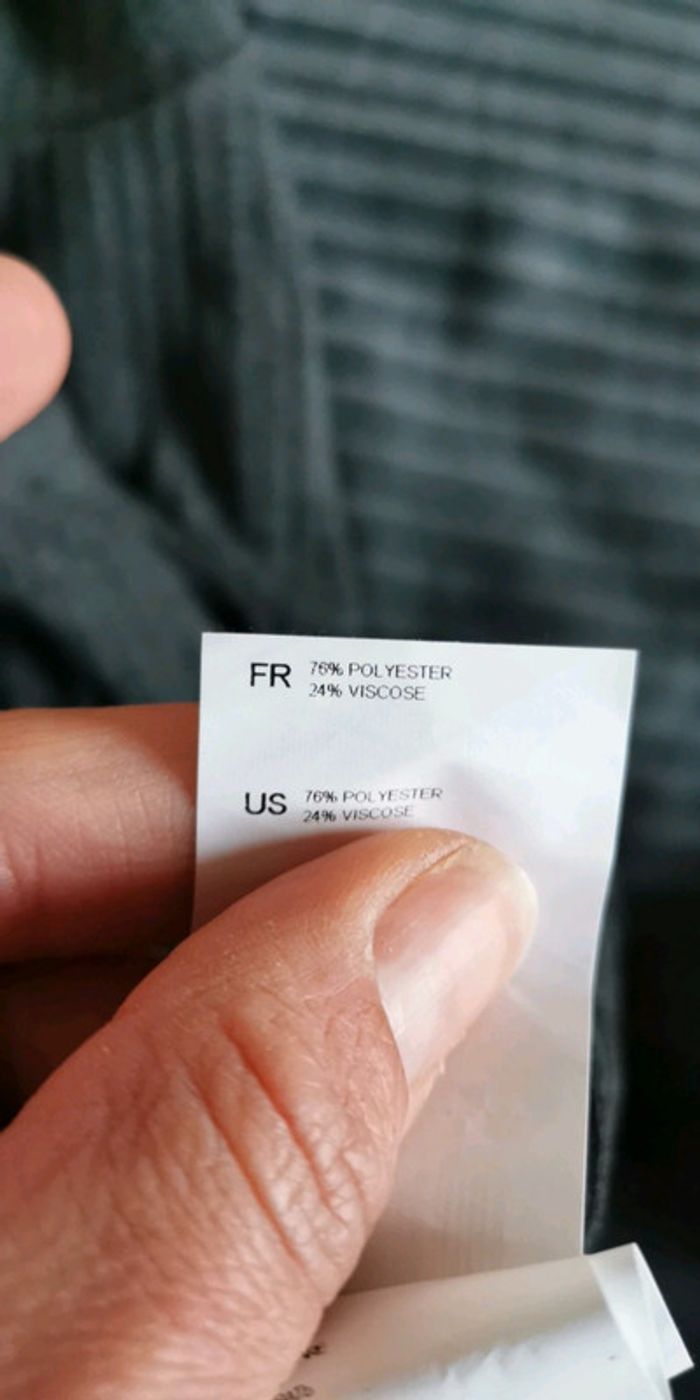 FR 76% POLYESTER
24% VISCOSE
US 76% POLYESTER
24% VISCOSE